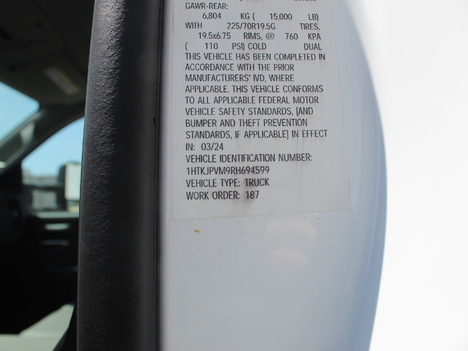 GAWR-REAR:
6,804 KG ( 15,000 LB)
WITH 225/70R19.5G TIRES,
19.5x6.75 RIMS, @ 760 KPA
( 110 PSI) COLD DUAL
THIS VEHICLE HAS BEEN COMPLETED IN
ACCORDANCE WITH THE PRIOR
MANUFACTURERS' IVD, WHERE
APPLICABLE. THIS VEHICLE CONFORMS
TO ALL APPLICABLE FEDERAL MOTOR
VEHICLE SAFETY STANDARDS, [AND
BUMPER AND THEFT PREVENTION
STANDARDS, IF APPLICABLE] IN EFFECT
IN: 03/24
VEHICLE IDENTIFICATION NUMBER:
1HTKJPVM9RH694599
VEHICLE TYPE: TRUCK
WORK ORDER: 187